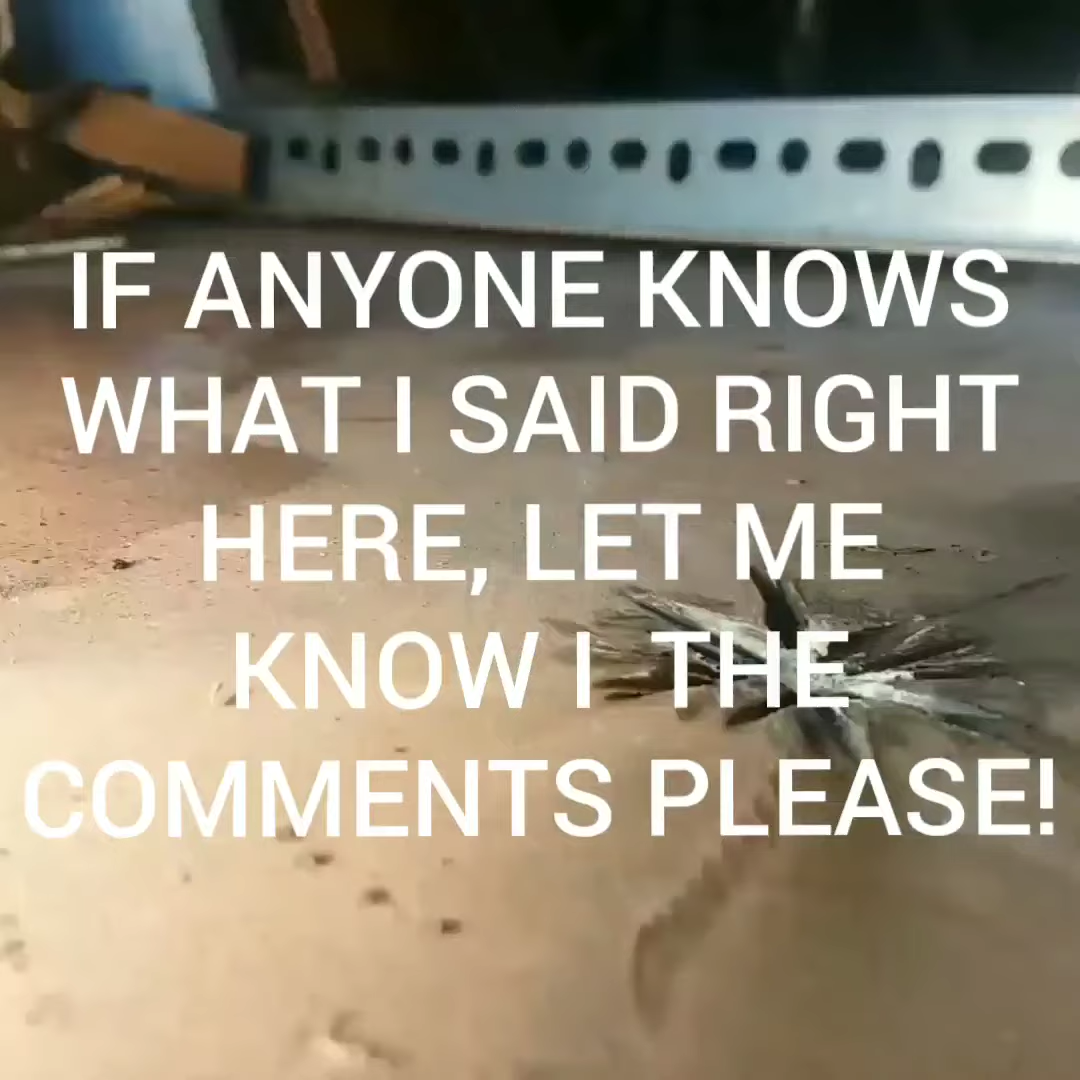 IF ANYONE KNOWS
WHAT I SAID RIGHT
HERE, LET ME
KNOW I THE
COMMENTS PLEASE!